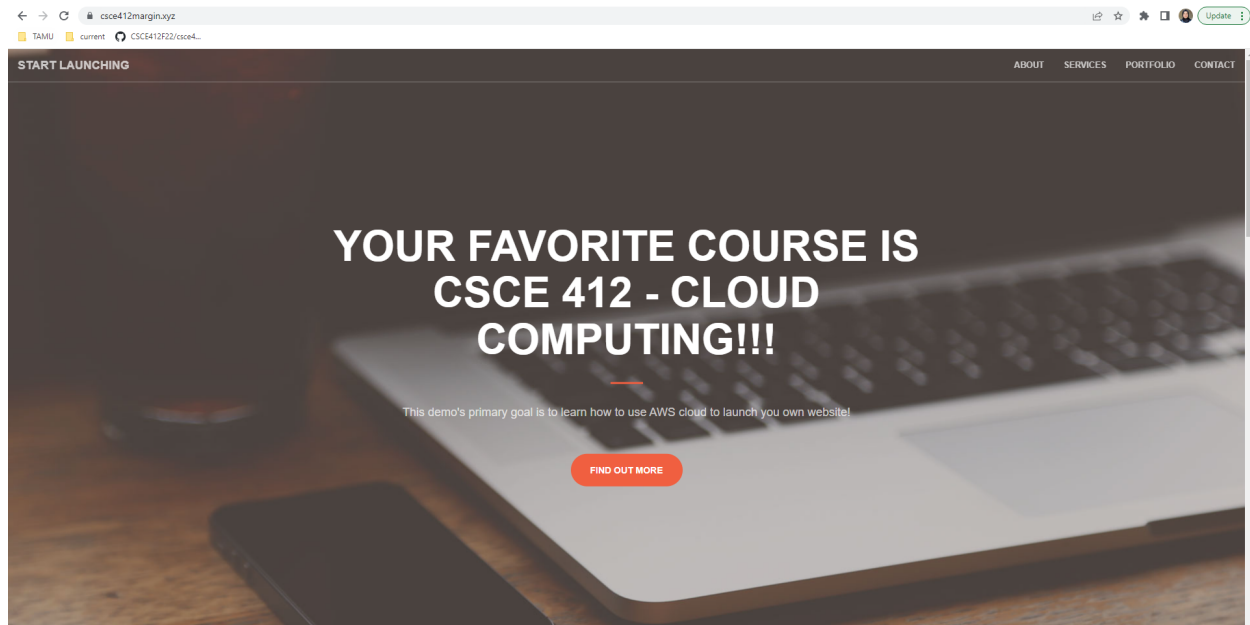 csce412margin.xyz
Update
TAMU current CSCE412F22/csce4...
START LAUNCHING ABOUT SERVICES PORTFOLIO CONTACT
YOUR FAVORITE COURSE IS
CSCE 412 - CLOUD
COMPUTING!!!
This demo's primary goal is to learn how to use AWS cloud to launch you own website!
FIND OUT MORE